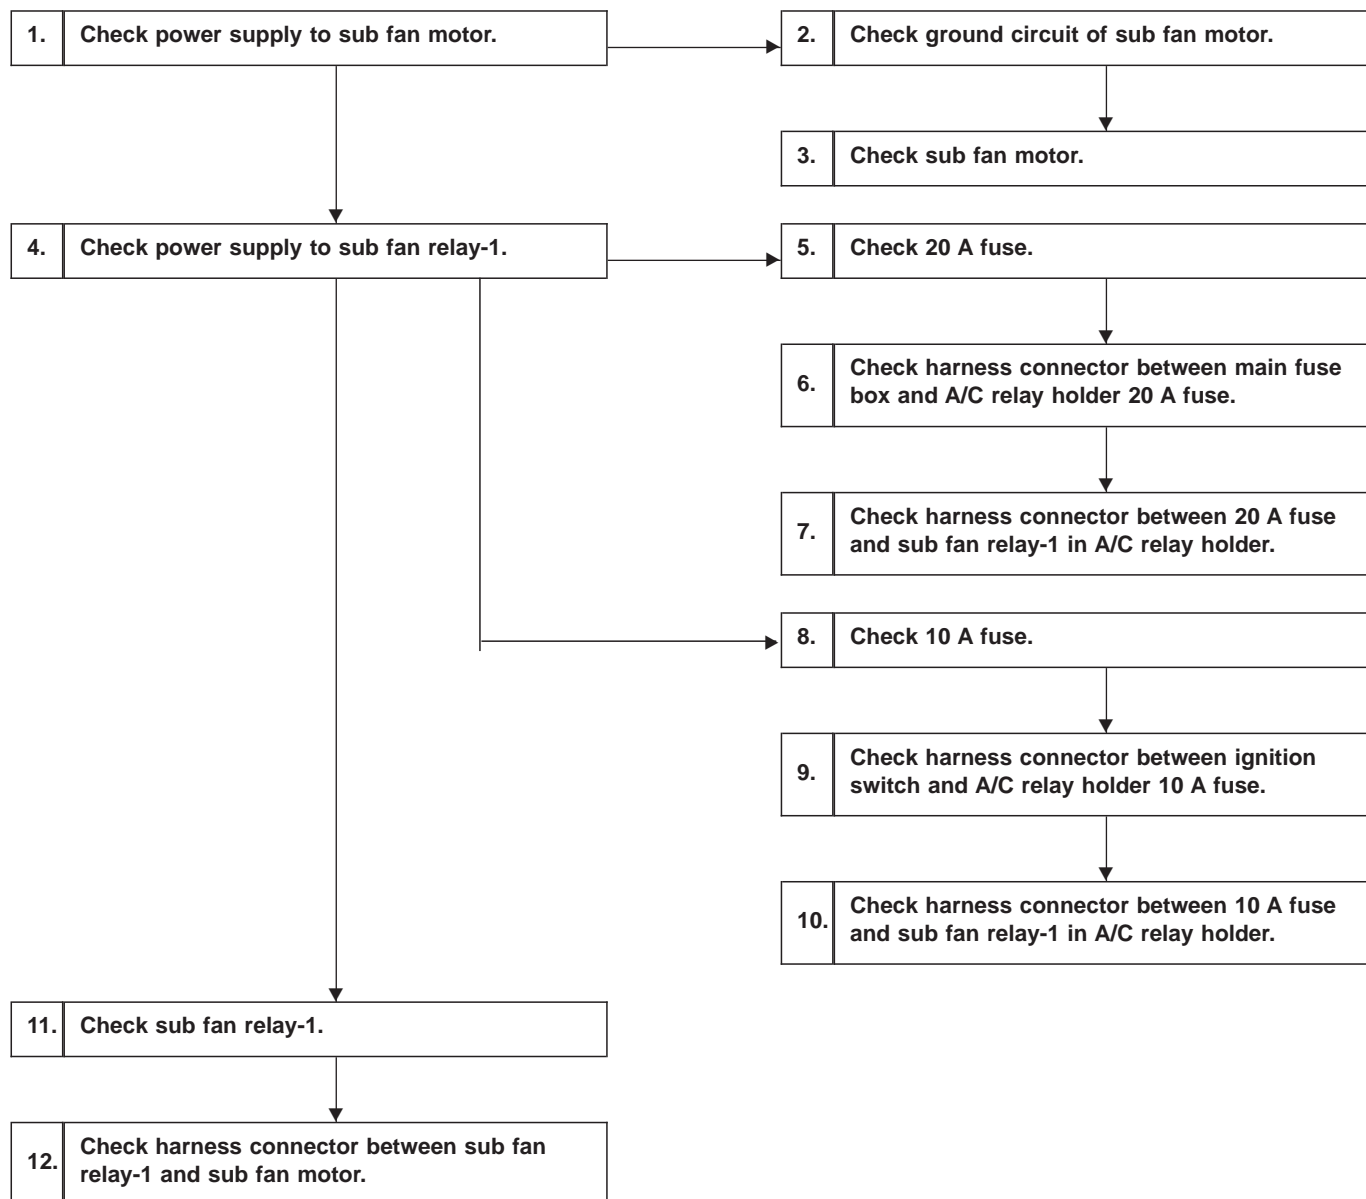 1. Check power supply to sub fan motor.
2. Check ground circuit of sub fan motor.
3. Check sub fan motor.
4. Check power supply to sub fan relay-1.
5. Check 20 A fuse.
6. Check harness connector between main fuse
box and A/C relay holder 20 A fuse.
7. Check harness connector between 20 A fuse
and sub fan relay-1 in A/C relay holder.
8. Check 10 A fuse.
9. Check harness connector between ignition
switch and A/C relay holder 10 A fuse.
10. Check harness connector between 10 A fuse
and sub fan relay-1 in A/C relay holder.
11. Check sub fan relay-1.
12. Check harness connector between sub fan
relay-1 and sub fan motor.